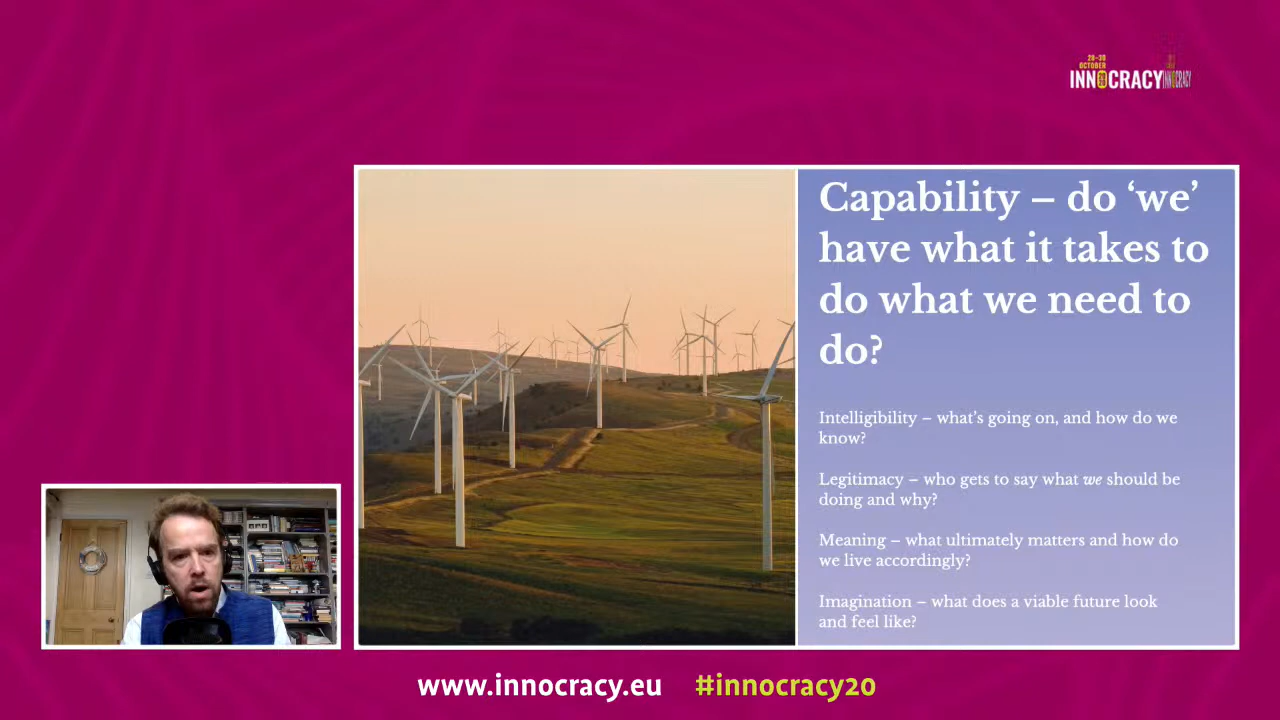 28-30
OCTOBER
INNOCRACY
Capability – do ‘we’
have what it takes to
do what we need to
do?
Intelligibility – what's going on, and how do we
know?
Legitimacy – who gets to say what we should be
doing and why?
Meaning – what ultimately matters and how do
we live accordingly?
Imagination – what does a viable future look
and feel like?
www.innocracy.eu #innocracy20